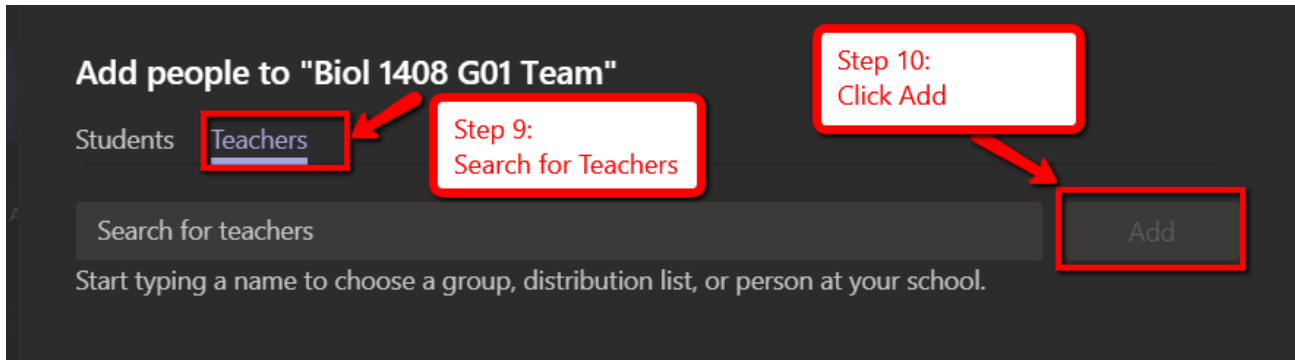 Add people to "Biol 1408 G01 Team"
Step 10:
Click Add
Students Teachers
Step 9:
Search for Teachers
Search for teachers
Add
Start typing a name to choose a group, distribution list, or person at your school.